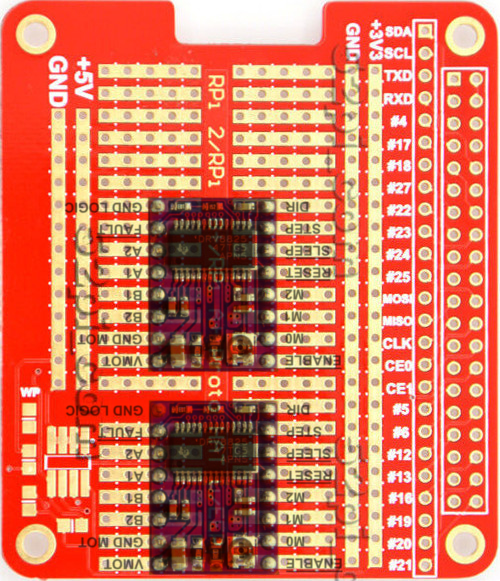 GND
+5V
RPi 2/RPi
GND
+3V3
SDA
SCL
TXD
RXD
#4
#17
#18
#27
#22
#23
#24
#25
MOSI
MISO
CLK
CE0
CE1
#5
#6
#12
#13
#16
#19
#20
#21
GND LOGIC
FAULT
A2
A1
B1
B2
GND MOT
VMOT
DIR
STEP
SLEEP
RESET
M2
M1
M0
ENABLE
WP
GND LOGIC
FAULT
A2
A1
B1
B2
GND MOT
VMOT
DIR
STEP
SLEEP
RESET
M2
M1
M0
ENABLE